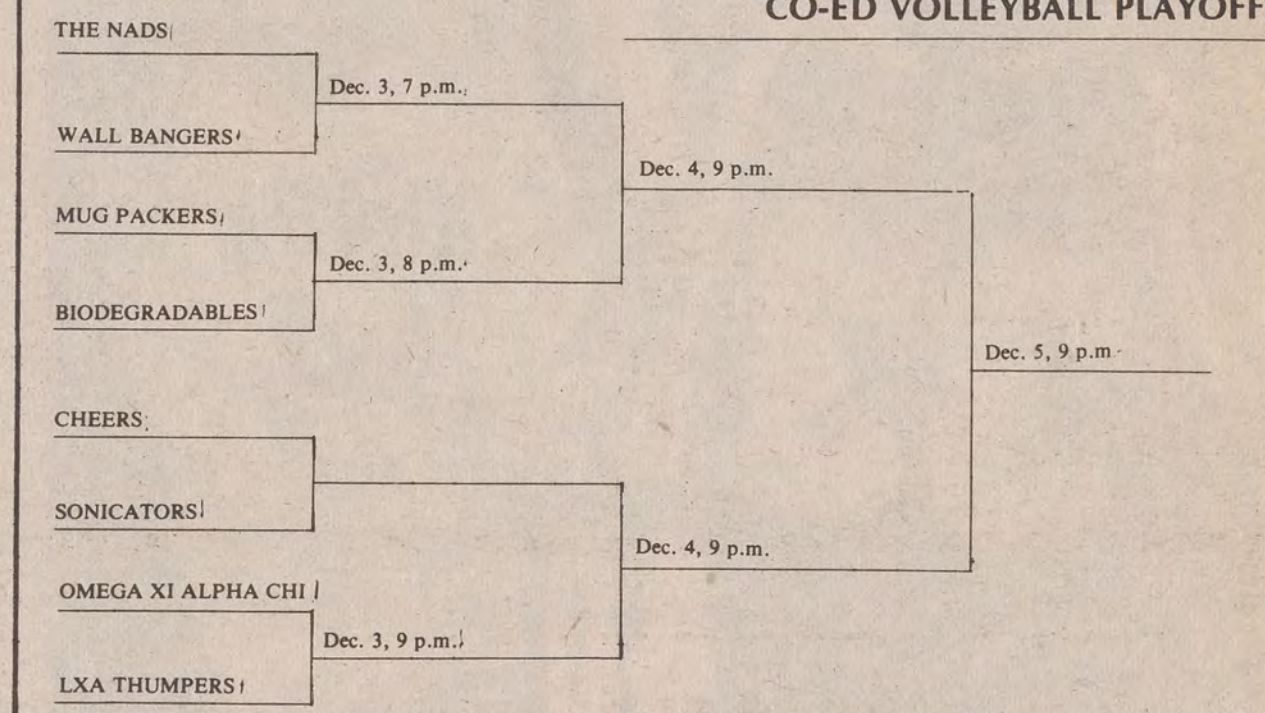 CO-ED VOLLEYBALL PLAYOFF
THE NADS
Dec. 3, 7 p.m.
WALL BANGERS
Dec. 4, 9 p.m.
MUG PACKERS
Dec. 3, 8 p.m.
BIODEGRADABLES
Dec. 5, 9 p.m.
CHEERS
SONICATORS
Dec. 4, 9 p.m.
OMEGA XI ALPHA CHI
Dec. 3, 9 p.m.
LXA THUMPERS